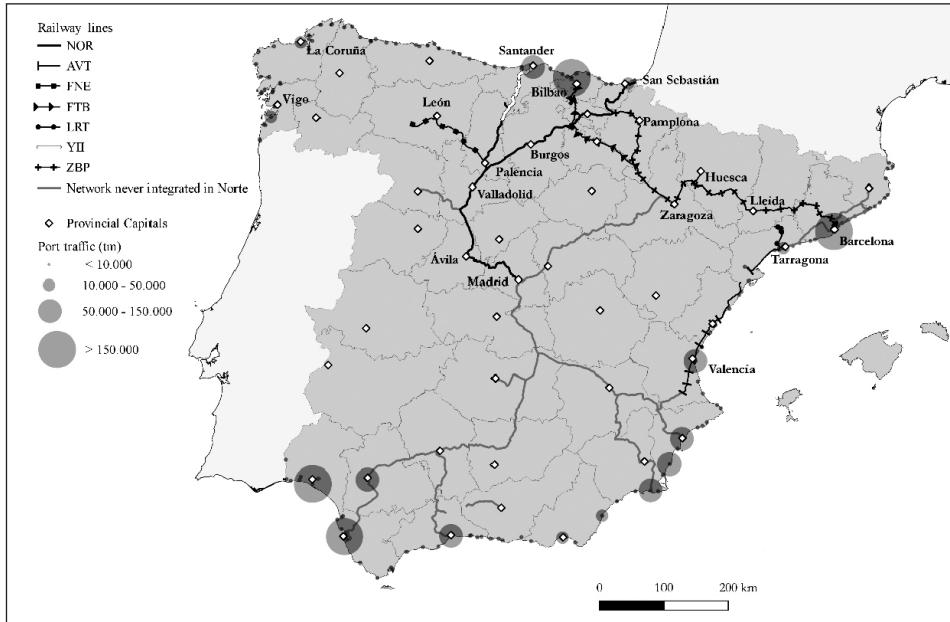 Railway lines
NOR
AVT
FNE
FTB
LRT
YII
ZBP
Network never integrated in Norte
Provincial Capitals
Port traffic (tm)
< 10.000
10.000 - 50.000
50.000 - 150.000
> 150.000
La Coruña
Santander
San Sebastián
Bilbao
Vigo
León
Pamplona
Burgos
Palencia
Huesca
Valladolid
Lleida
Zaragoza
Barcelona
Tarragona
Ávila
Madrid
Valencia
0 100 200 km